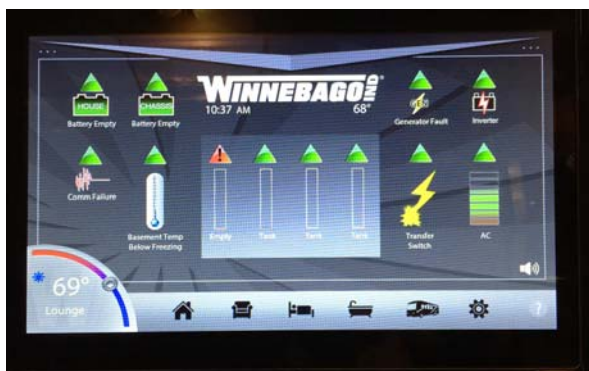 WINNEBAGO IND
10:37 AM
68°
HOUSE
Battery Empty
CHASSIS
Battery Empty
GEN
Generator Fault
Inverter
Comm Failure
Basement Temp
Below Freezing
Empty
Tank
Tank
Tank
Transfer
Switch
AC
69°
Lounge
?